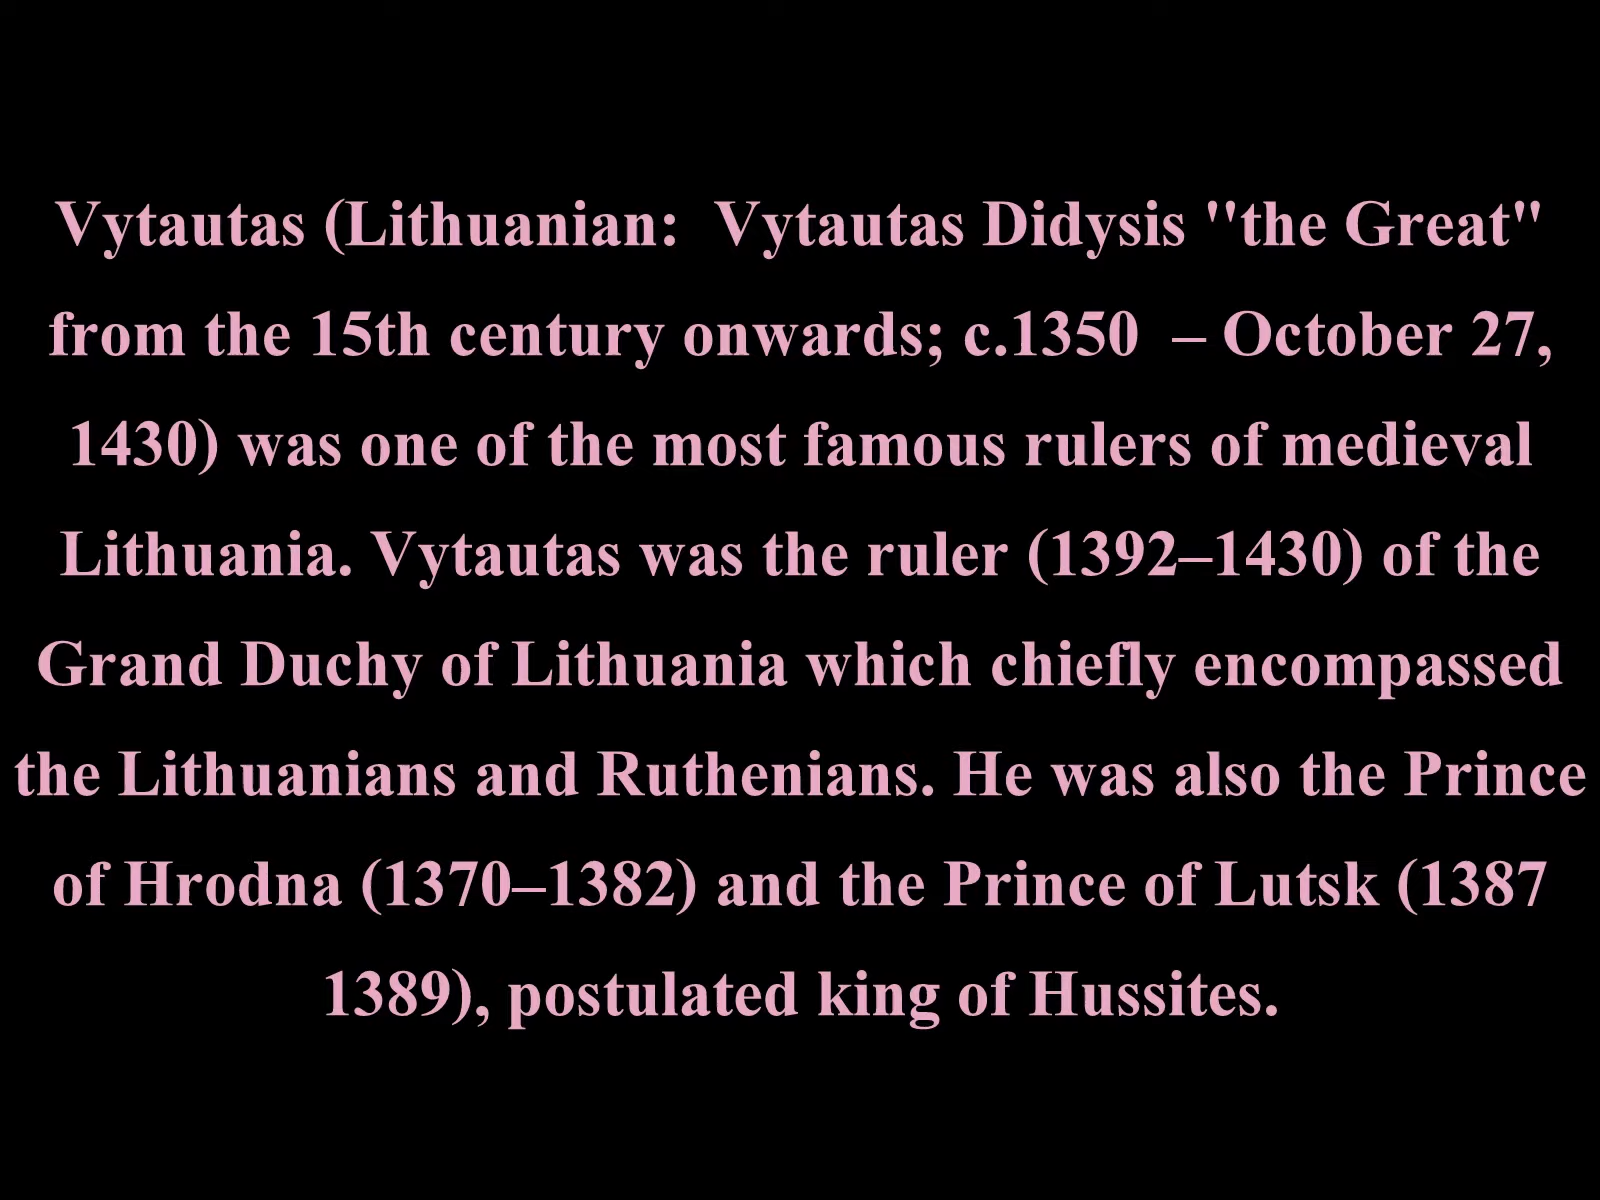 Vytautas (Lithuanian:  Vytautas Didysis "the Great"
from the 15th century onwards; c.1350  – October 27,
1430) was one of the most famous rulers of medieval
Lithuania. Vytautas was the ruler (1392–1430) of the
Grand Duchy of Lithuania which chiefly encompassed
the Lithuanians and Ruthenians. He was also the Prince
of Hrodna (1370–1382) and the Prince of Lutsk (1387
1389), postulated king of Hussites.